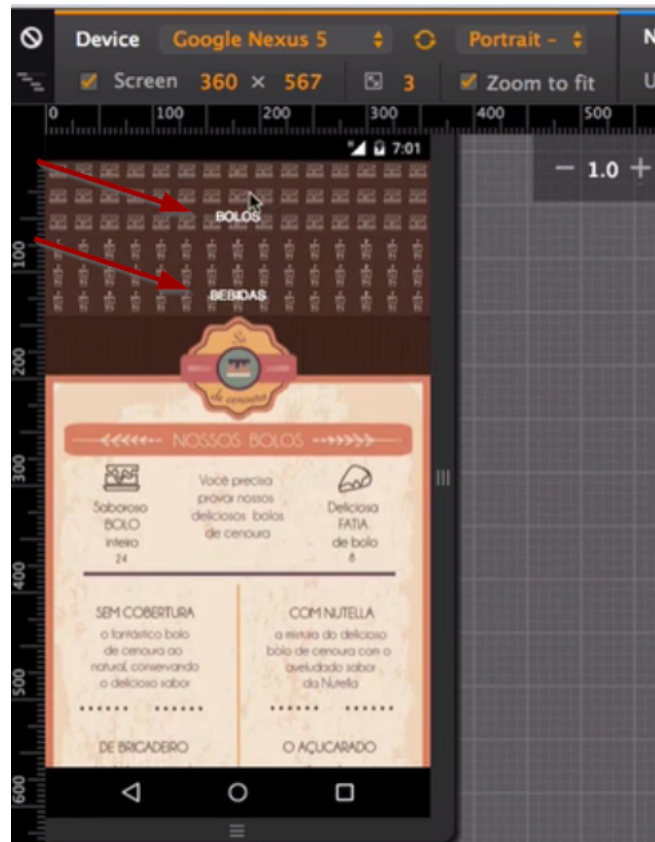 Device Google Nexus 5 Portrait – N
Screen 360 × 567 3 Zoom to fit U
0 100 200 300 400 500
7:01
1.0
BOLOS
100
BEBIDAS
200
Só
de cenoura
NOSSOS BOLOS
300
Saboroso
BOLO
Inteiro
24
Você precisa
provar nossos
deliciosos bolos
de cenoura
Deliciosa
FATIA
de bolo
8
400
SEM COBERTURA
o fantástico bolo
de cenoura ao
natural, conservando
o delicioso sabor
COM NUTELLA
a mistura do delicioso
bolo de cenoura com o
aveludado sabor
da Nutella
500
DE BRIGADEIRO
O AÇUCARADO
600